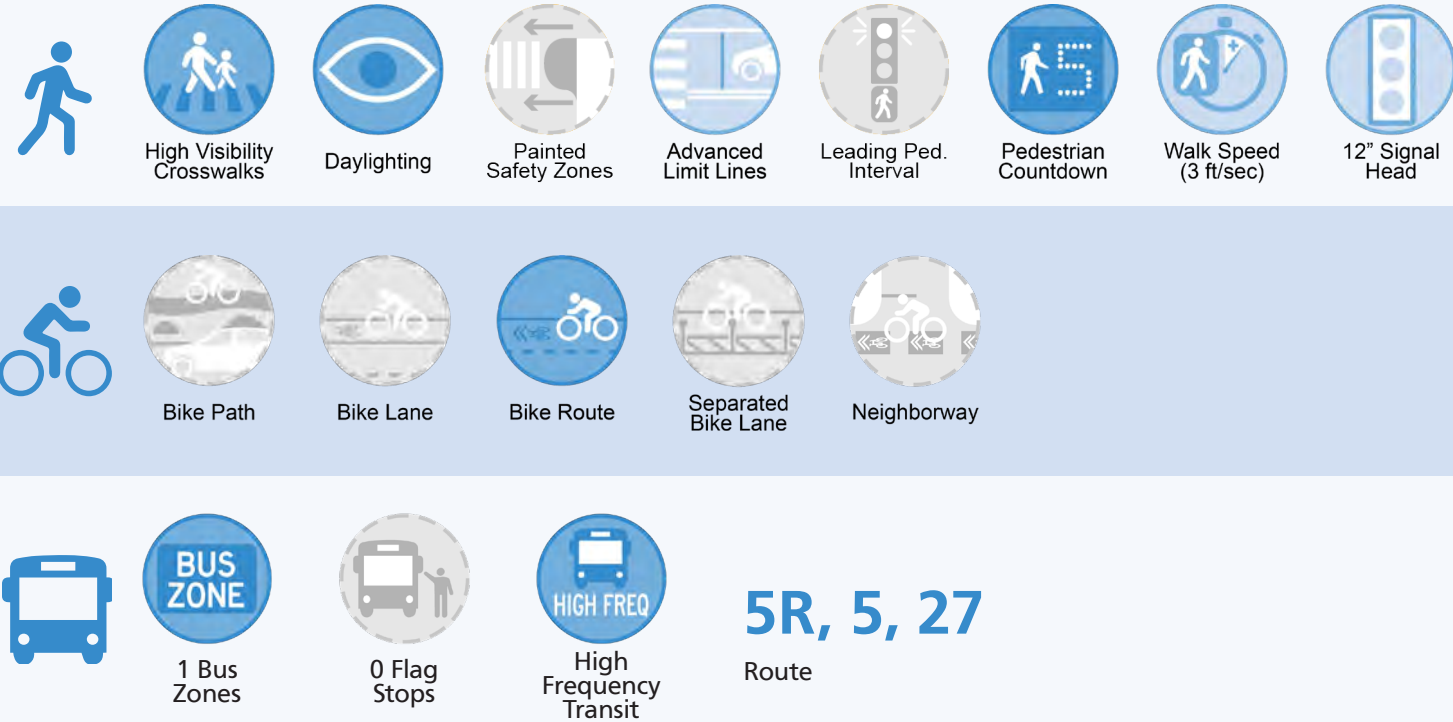 5
High Visibility
Crosswalks
Daylighting
Painted
Safety Zones
Advanced
Limit Lines
Leading Ped.
Interval
Pedestrian
Countdown
Walk Speed
(3 ft/sec)
12” Signal
Head
Bike Path
Bike Lane
Bike Route
Separated
Bike Lane
Neighborway
BUS
ZONE
1 Bus
Zones
0 Flag
Stops
HIGH FREQ
High
Frequency
Transit
5R, 5, 27
Route